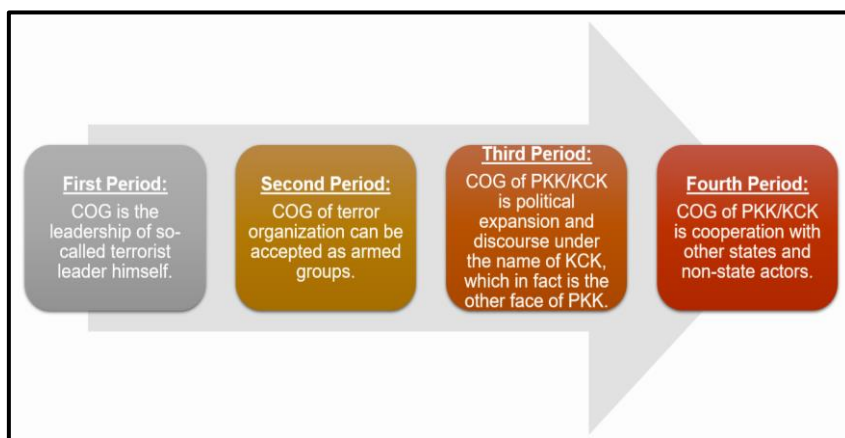 First Period:
COG is the
leadership of so-
called terrorist
leader himself.
Second Period:
COG of terror
organization can be
accepted as armed
groups.
Third Period:
COG of PKK/KCK
is political
expansion and
discourse under
the name of KCK,
which in fact is the
other face of PKK.
Fourth Period:
COG of PKK/KCK
is cooperation with
other states and
non-state actors.